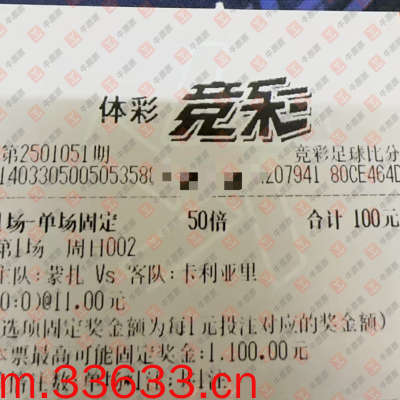 体彩 竞彩
第2501051期 竞彩足球比分
1403305005053580 207941 80CE464D
1场-单场固定 50倍 合计 100元
第1场 周日002
主队:蒙扎 Vs 客队:卡利亚里
(0:0)@11.00元
选项固定奖金额为每1元投注对应的奖金额)
本票最高可能固定奖金:1,100.00元
m.33633.cn